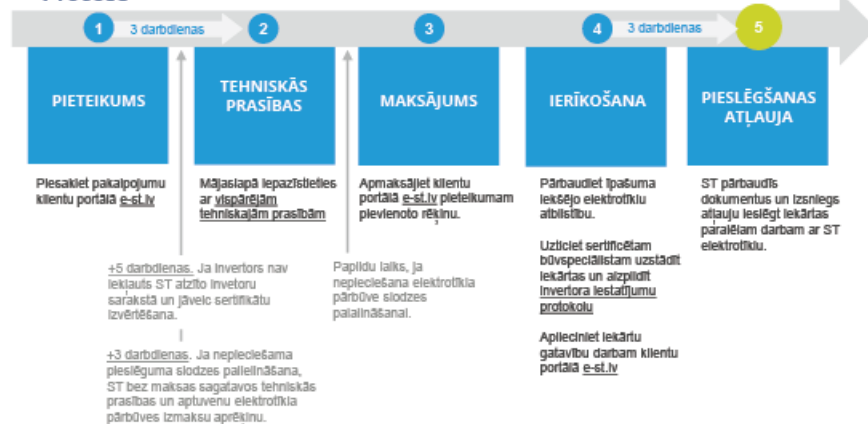 1
3 darbdienas
2
3
4
3 darbdienas
5
PIETEIKUMS
TEHNISKĀS
PRASĪBAS
MAKSĀJUMS
IERĪKOŠANA
PIESLĒGŠANAS
ATĻAUJA
Piesakiet pakalpojumu
klientu portālā e-st.lv
Mājaslapā iepazīstieties
ar vispārējām
tehniskajām prasībām
Apmaksājiet klientu
portālā e-st.lv pieteikumam
pievienoto rēķinu.
Pārbaudiet īpašuma
iekšējo elektrotīklu
atbilstību.
Uzticiet sertificētam
būvspeciālistam uzstādīt
iekārtas un aizpildīt
invertora iestatījumu
protokolu
Aplieciniet iekārtu
gatavību darbam klientu
portālā e-st.lv
ST pārbaudīs
dokumentus un izsniegs
atļauju ieslēgt iekārtas
paralēlam darbam ar ST
elektrotīklu.
+5 darbdienas. Ja invertors nav
iekļauts ST atzīto invetoru
sarakstā un jāveic sertifikātu
izvērtēšana.
+3 darbdienas. Ja nepieciešama
pieslēguma slodzes palielināšana,
ST bez maksas sagatavos tehniskās
prasības un aptuvenu elektrotīkla
pārbūves izmaksu aprēķinu.
Papildu laiks, ja
nepieciešana elektrotīkla
pārbūve slodzes
palaiināšanai.